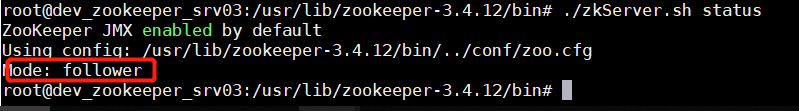 root@dev_zookeeper_srv03:/usr/lib/zookeeper-3.4.12/bin# ./zkServer.sh status
ZooKeeper JMX enabled by default
Using config: /usr/lib/zookeeper-3.4.12/bin/../conf/zoo.cfg
Mode: follower
root@dev_zookeeper_srv03:/usr/lib/zookeeper-3.4.12/bin#